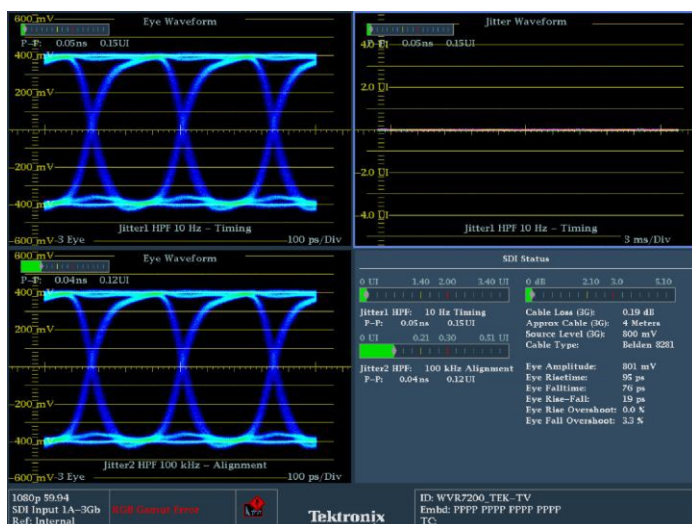 600 mV
Eye Waveform
P-P: 0.05 ns 0.15UI
400 mV
200 mV
-200 mV
-400 mV
Jitter1 HPF 10 Hz - Timing
-600 mV-3 Eye
100 ps/Div
Jitter Waveform
4.0 UI
P-P: 0.05ns 0.15UI
2.0 UI
-2.0 UI
-4.0 UI
Jitter1 HPF 10 Hz - Timing
3 ms/Div
600 mV
Eye Waveform
P-P: 0.04ns 0.12UI
400 mV
200 mV
-200 mV
-400 mV
Jitter2 HPF 100 kHz - Alignment
-600 mV-3 Eye
100 ps/Div
SDI Status
0 UI 1.40 2.00 3.40 UI
Jitter1 HPF: 10 Hz Timing
P-P: 0.05ns 0.15UI
0 UI 0.21 0.30 0.51 UI
Jitter2 HPF: 100 kHz Alignment
P-P: 0.04ns 0.12UI
0 dB 2.10 3.0 5.10
Cable Loss (3G): 0.19 dB
Approx Cable (3G): 4 Meters
Source Level (3G): 800 mV
Cable Type: Belden 8281
Eye Amplitude: 801 mV
Eye Risetime: 95 ps
Eye Falltime: 76 ps
Eye Rise-Fall: 19 ps
Eye Rise Overshoot: 0.0 %
Eye Fall Overshoot: 3.3 %
1080p 59.94
SDI Input 1A-3Gb
Ref: Internal
RGB Gamut Error
Tektronix
ID: WVR7200_TEK-TV
Embd: PPPP PPPP PPPP PPPP
TC: